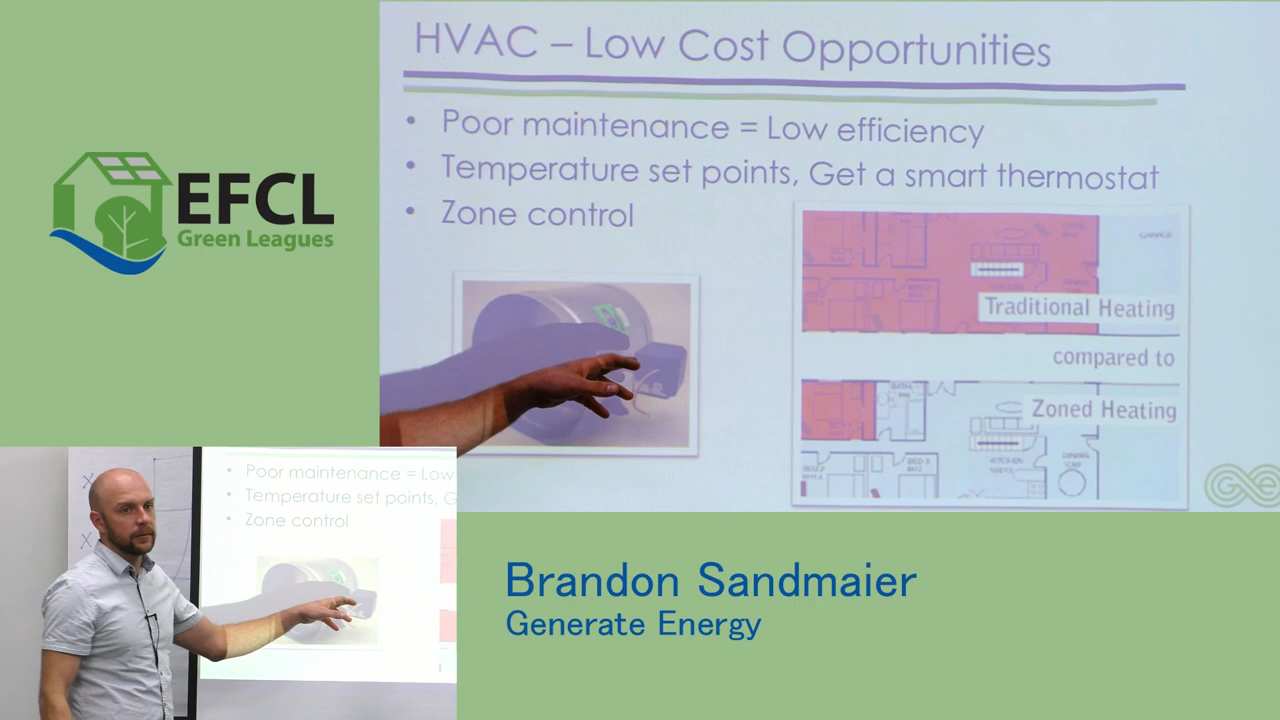 HVAC – Low Cost Opportunities
• Poor maintenance = Low efficiency
• Temperature set points, Get a smart thermostat
• Zone control
GARAGE
Traditional Heating
compared to
Zoned Heating
EFCL
Green Leagues
• Poor maintenance = Low
• Temperature set points, G
• Zone control
Brandon Sandmaier
Generate Energy